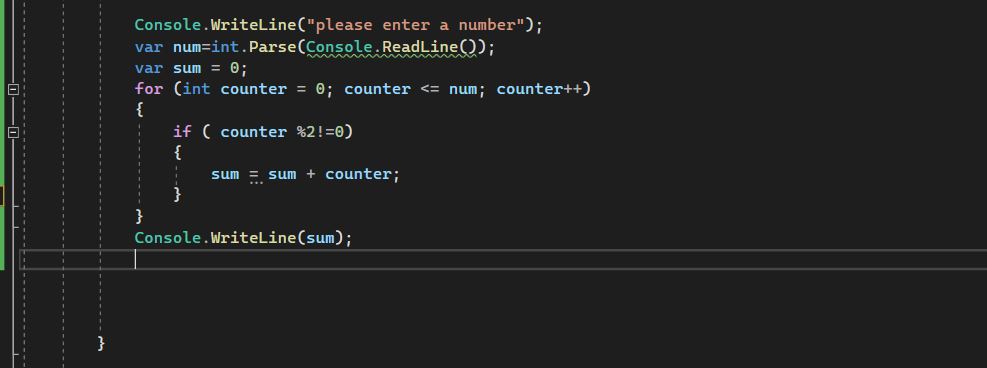 Console.WriteLine("please enter a number");
var num=int.Parse(Console.ReadLine());
var sum = 0;
for (int counter = 0; counter <= num; counter++)
{
if ( counter %2!=0)
{
sum = sum + counter;
}
}
Console.WriteLine(sum);
}